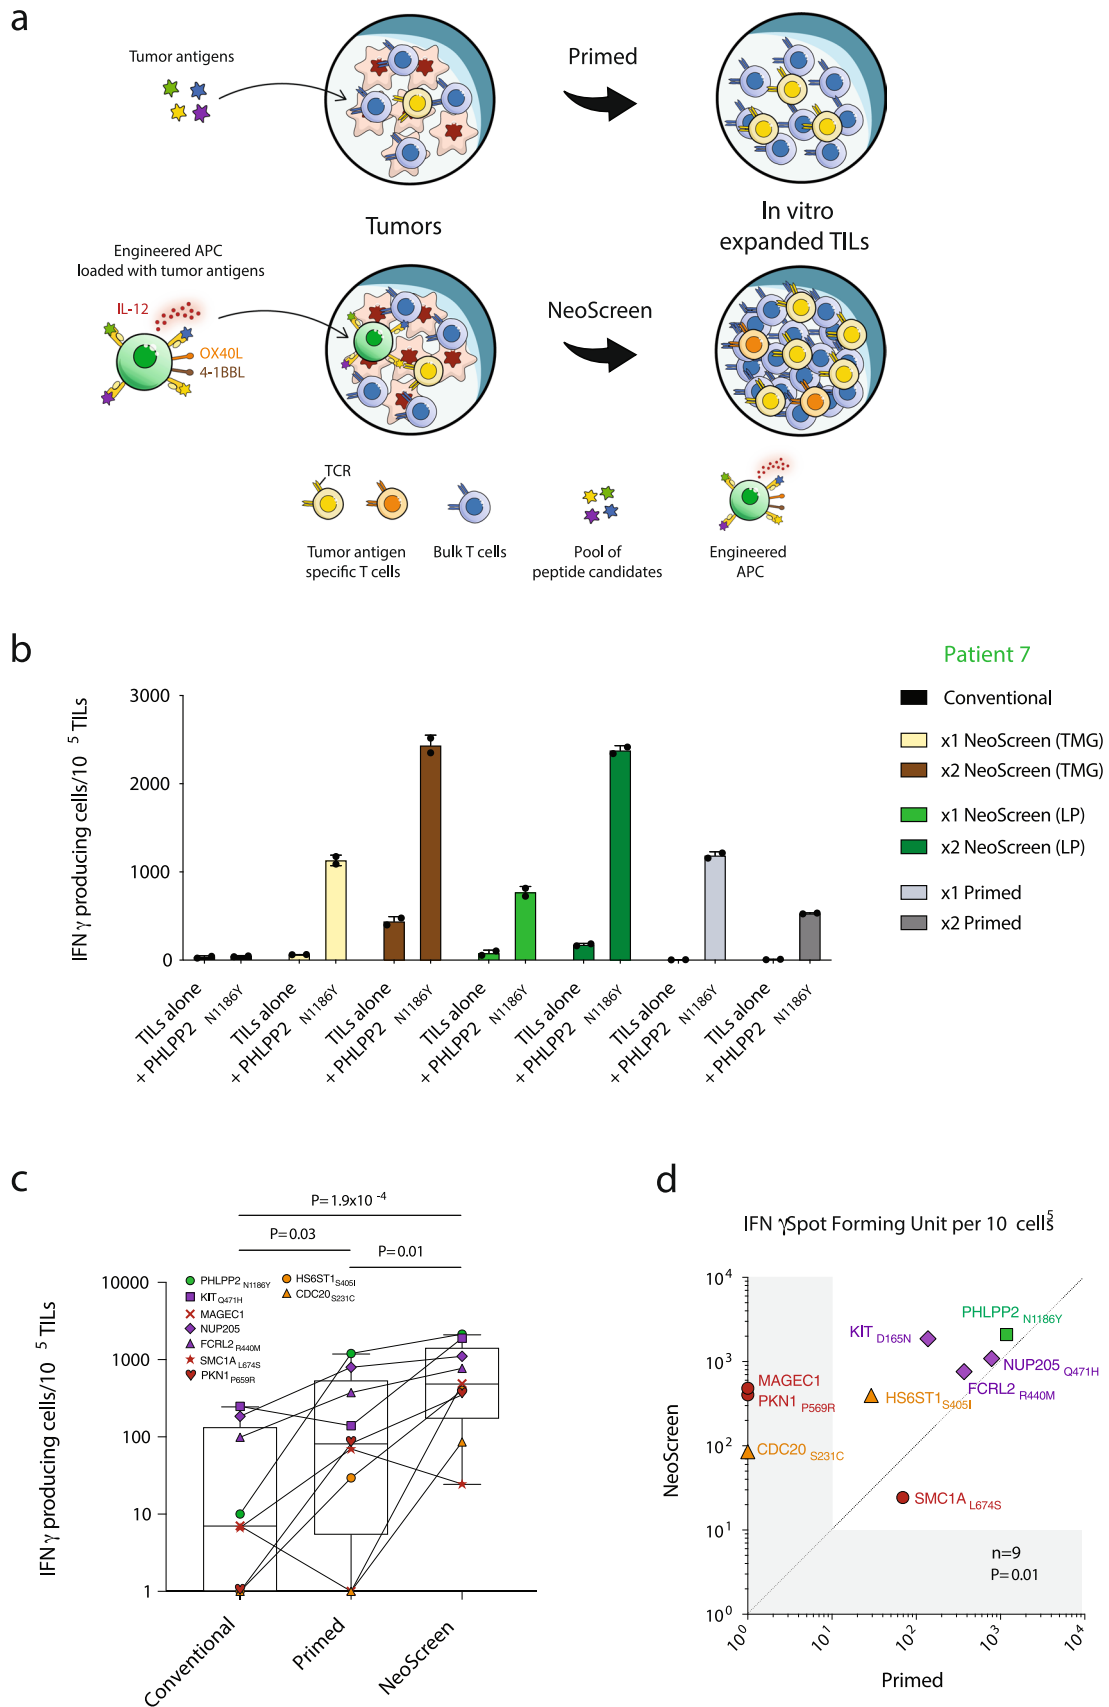 a
Tumor antigens
Primed
Tumors
In vitro
expanded TILs
Engineered APC
loaded with tumor antigens
IL-12
OX40L
4-1BBL
NeoScreen
TCR
Tumor antigen
specific T cells
Bulk T cells
Pool of
peptide candidates
Engineered
APC
b
Patient 7
IFNγ producing cells/10 5 TILs
3000
2000
1000
0
TILs alone
+ PHLPP2 N1186Y
TILs alone
+ PHLPP2 N1186Y
TILs alone
+ PHLPP2 N1186Y
TILs alone
+ PHLPP2 N1186Y
TILs alone
+ PHLPP2 N1186Y
TILs alone
+ PHLPP2 N1186Y
TILs alone
+ PHLPP2 N1186Y
Conventional
x1 NeoScreen (TMG)
x2 NeoScreen (TMG)
x1 NeoScreen (LP)
x2 NeoScreen (LP)
x1 Primed
x2 Primed
c
P=1.9x10 -4
P=0.03
P=0.01
IFNγ producing cells/10 5 TILs
10000
1000
100
10
1
PHLPP2 N1186Y
KIT Q471H
MAGEC1
NUP205
FCRL2 R440M
SMC1A L674S
PKN1 P659R
HS6ST1 S405I
CDC20 S231C
Conventional
Primed
NeoScreen
d
IFN γSpot Forming Unit per 10 cells 5
NeoScreen
10 4
10 3
10 2
10 1
10 0
PHLPP2 N1186Y
KIT D165N
NUP205 Q471H
FCRL2 R440M
MAGEC1
PKN1 P569R
HS6ST1 S405I
CDC20 S231C
SMC1A L674S
n=9
P=0.01
10 0
10 1
10 2
10 3
10 4
Primed